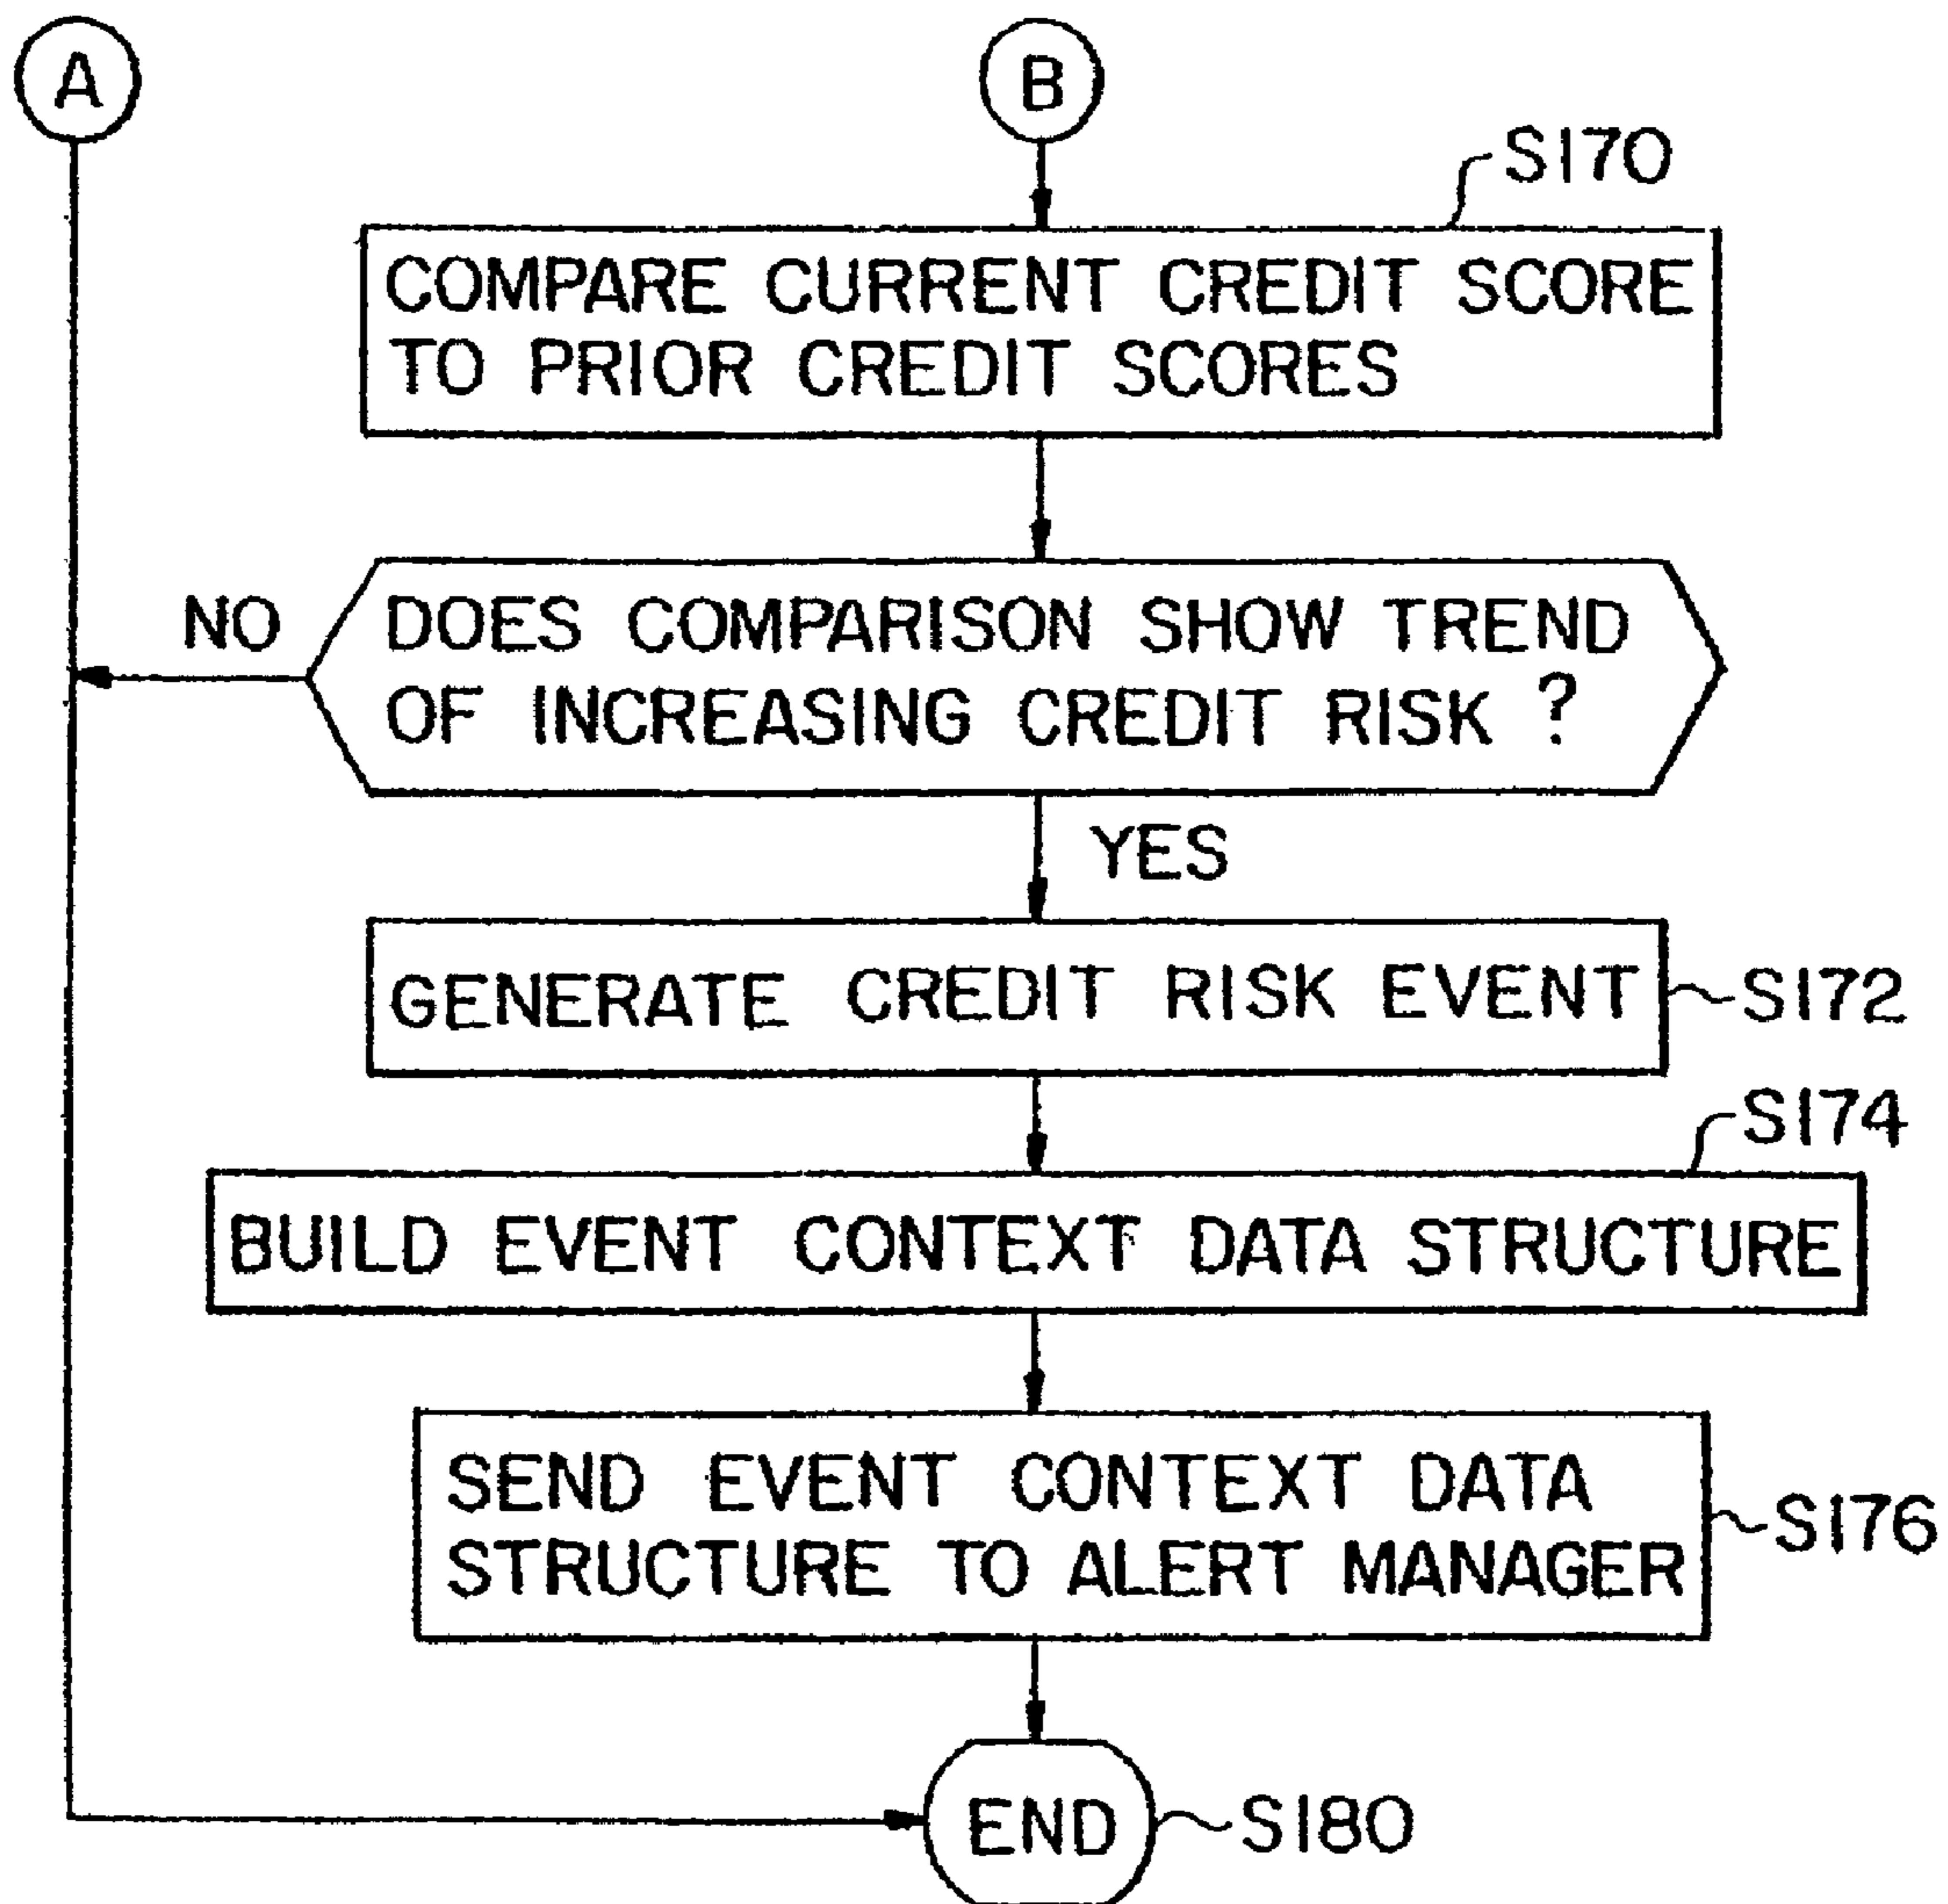 A
B
S170
COMPARE CURRENT CREDIT SCORE
TO PRIOR CREDIT SCORES
NO
DOES COMPARISON SHOW TREND
OF INCREASING CREDIT RISK ?
YES
GENERATE CREDIT RISK EVENT
S172
S174
BUILD EVENT CONTEXT DATA STRUCTURE
SEND EVENT CONTEXT DATA
STRUCTURE TO ALERT MANAGER
S176
END
S180